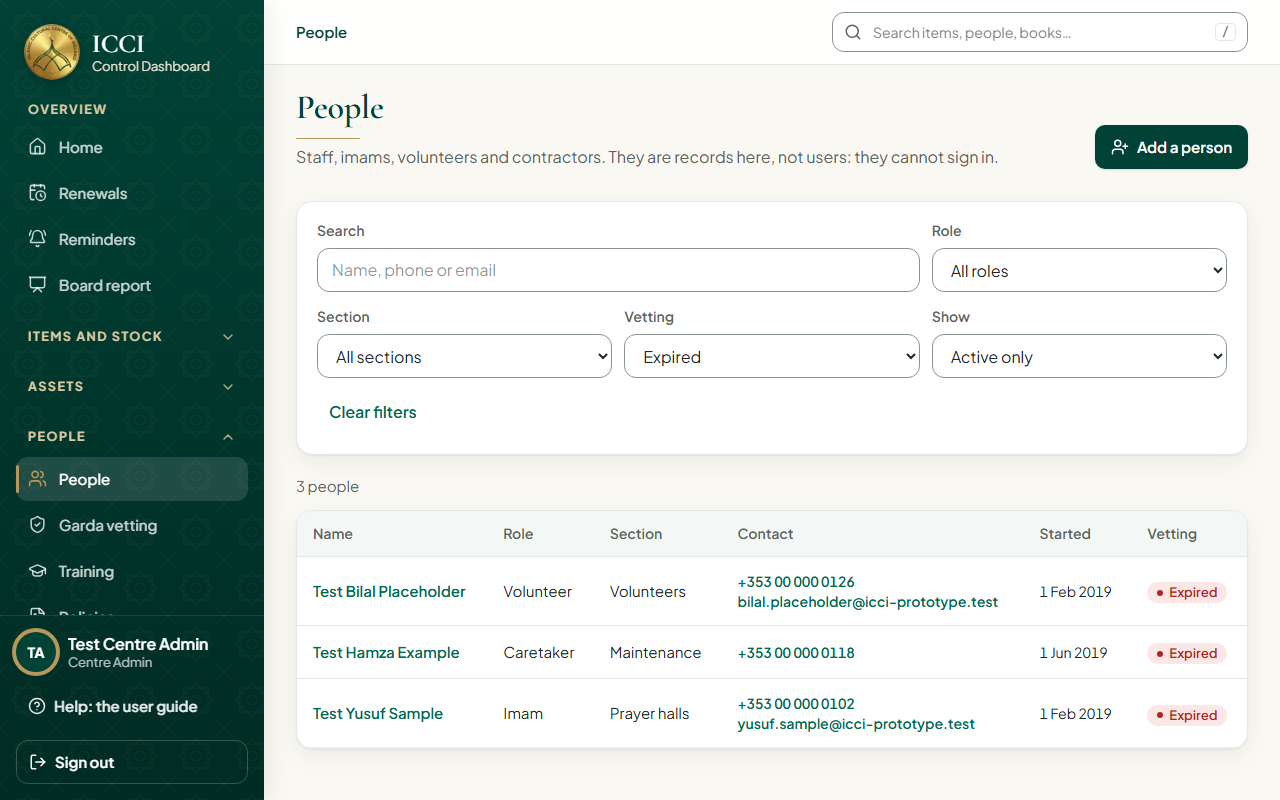 ICCI
Control Dashboard
OVERVIEW
Home
Renewals
Reminders
Board report
ITEMS AND STOCK
ASSETS
PEOPLE
People
Garda vetting
Training
Policies
TA
Test Centre Admin
Centre Admin
Help: the user guide
Sign out
People
Search items, people, books…
/
People
Staff, imams, volunteers and contractors. They are records here, not users: they cannot sign in.
Add a person
Search
Role
Name, phone or email
All roles
Section
Vetting
Show
All sections
Expired
Active only
Clear filters
3 people
Name Role Section Contact Started Vetting
Test Bilal Placeholder Volunteer Volunteers +353 00 000 0126 1 Feb 2019 Expired
bilal.placeholder@icci-prototype.test
Test Hamza Example Caretaker Maintenance +353 00 000 0118 1 Jun 2019 Expired
Test Yusuf Sample Imam Prayer halls +353 00 000 0102 1 Feb 2019 Expired
yusuf.sample@icci-prototype.test